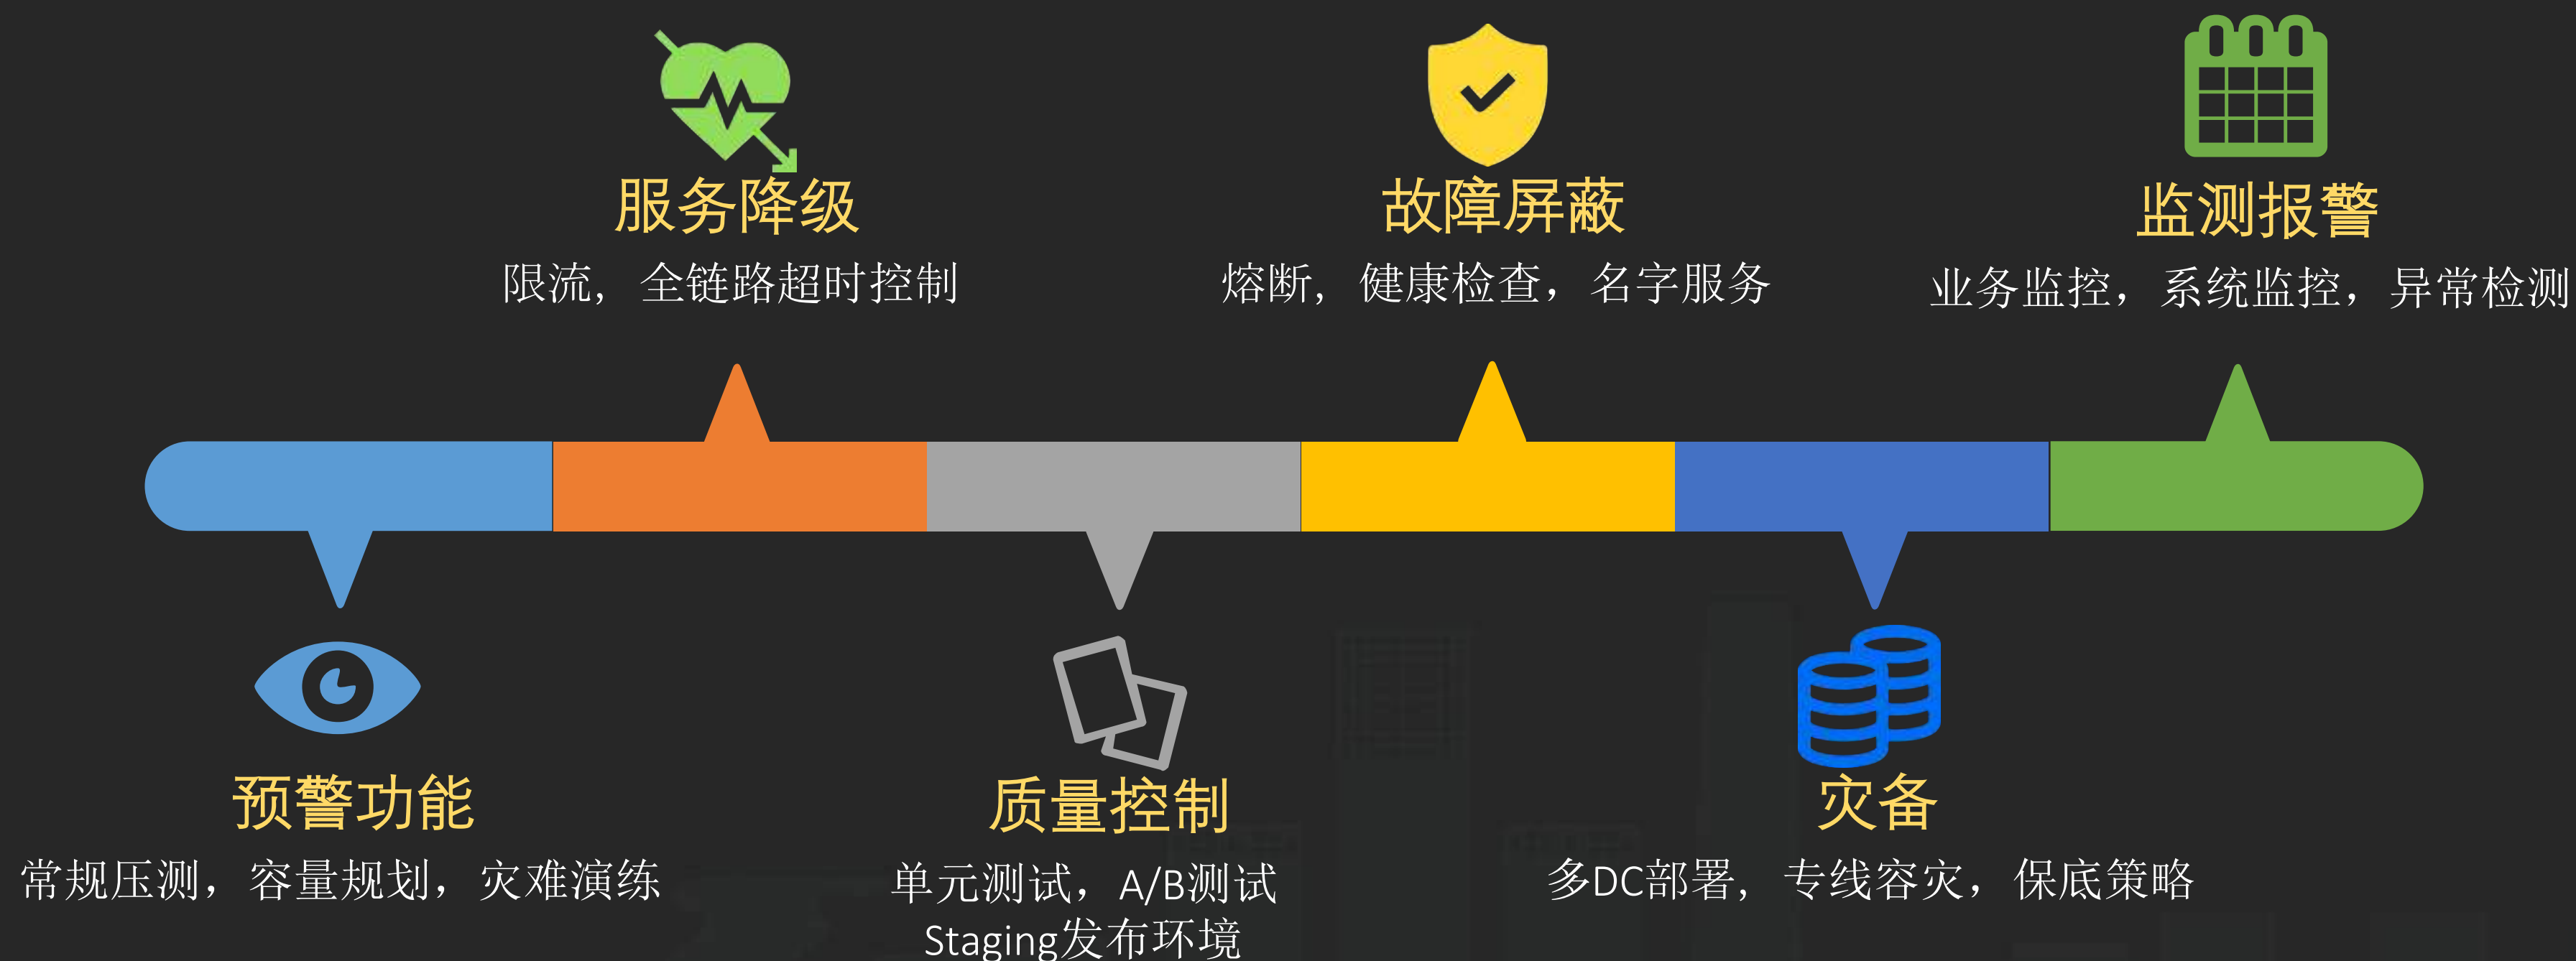 服务降级
限流, 全链路超时控制
故障屏蔽
熔断, 健康检查，名字服务
监测报警
业务监控，系统监控，异常检测
预警功能
常规压测，容量规划，灾难演练
质量控制
单元测试，A/B测试
Staging发布环境
灾备
多DC部署, 专线容灾，保底策略